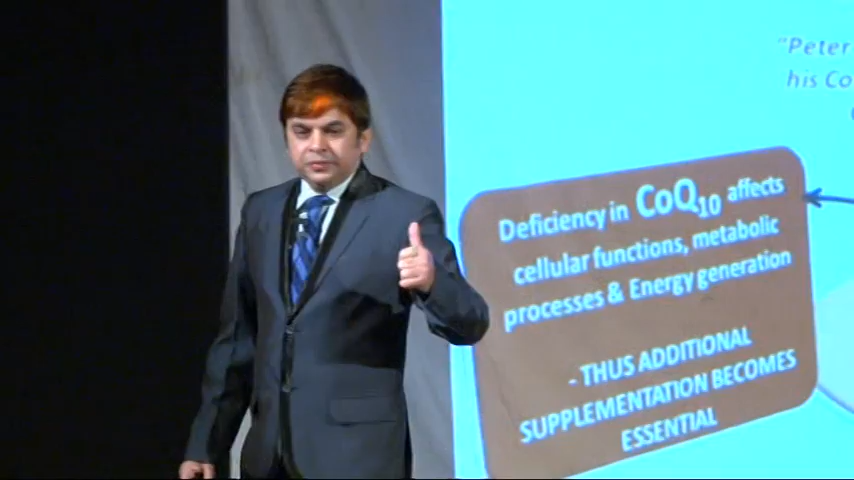 "Peter
his Co
Deficiency in CoQ10 affects
cellular functions, metabolic
processes & Energy generation
- THUS ADDITIONAL
SUPPLEMENTATION BECOMES
ESSENTIAL